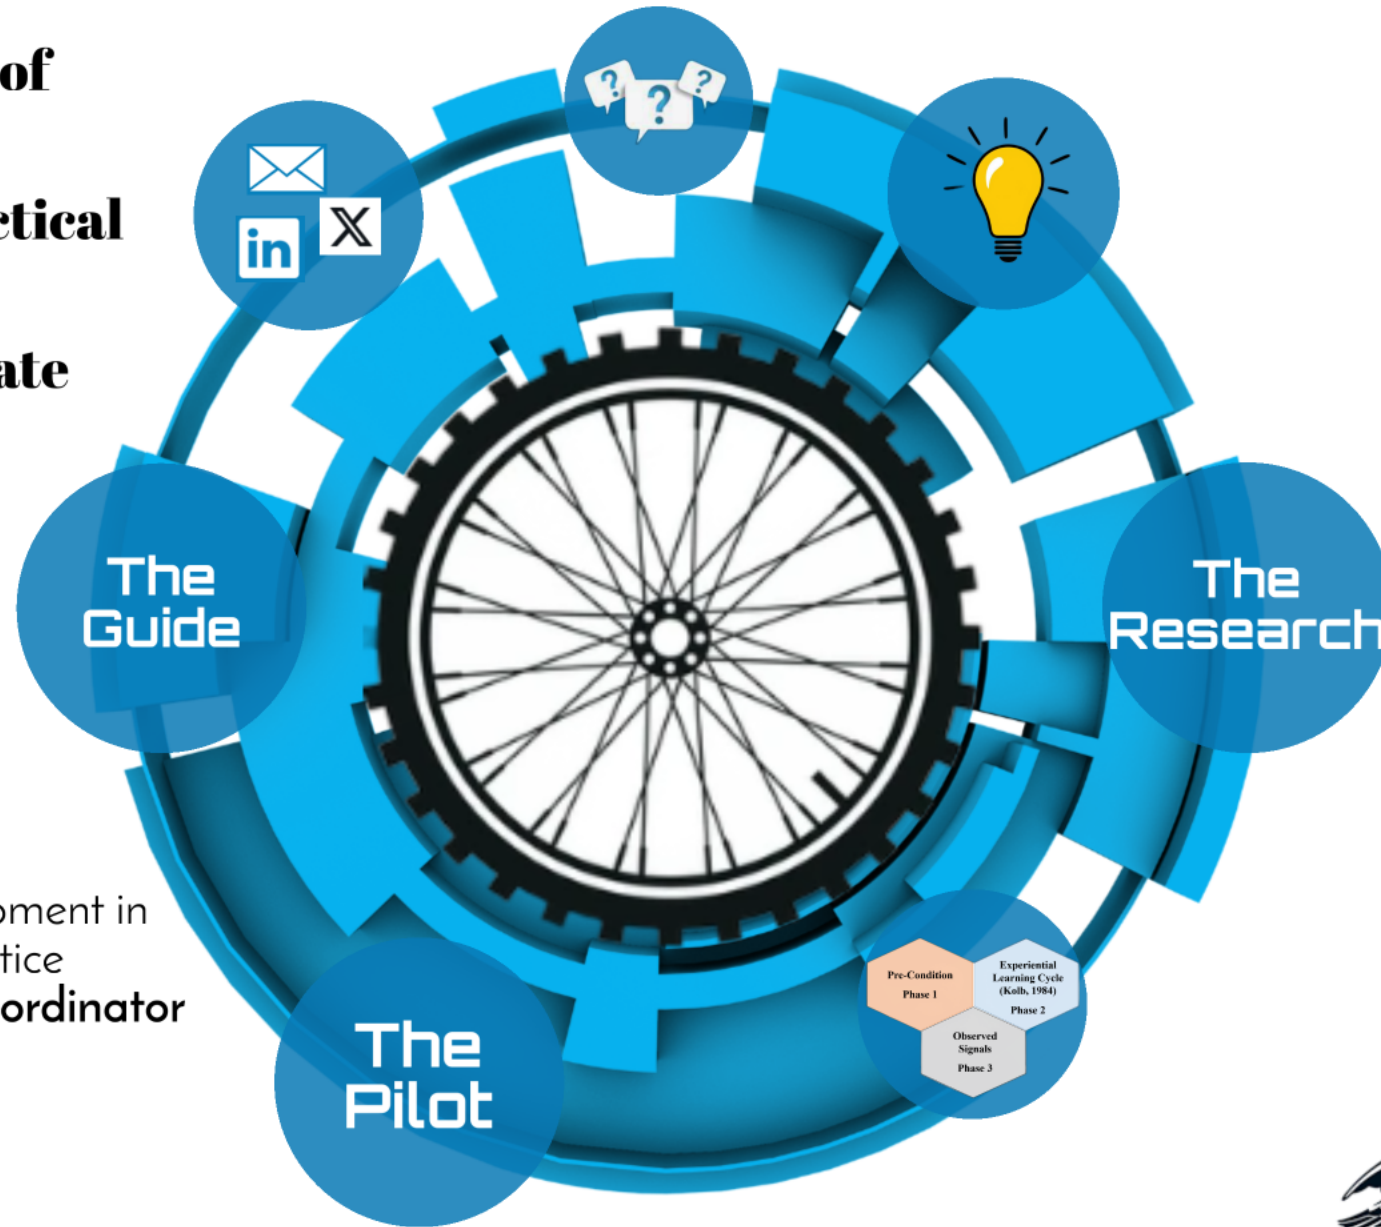 of
ctical
ate
oment in
tice
ordinator
?
?
?
in
X
The
Guide
The
Research
The
Pilot
Pre-Condition
Phase 1
Experiential
Learning Cycle
(Kolb, 1984)
Phase 2
Observed
Signals
Phase 3